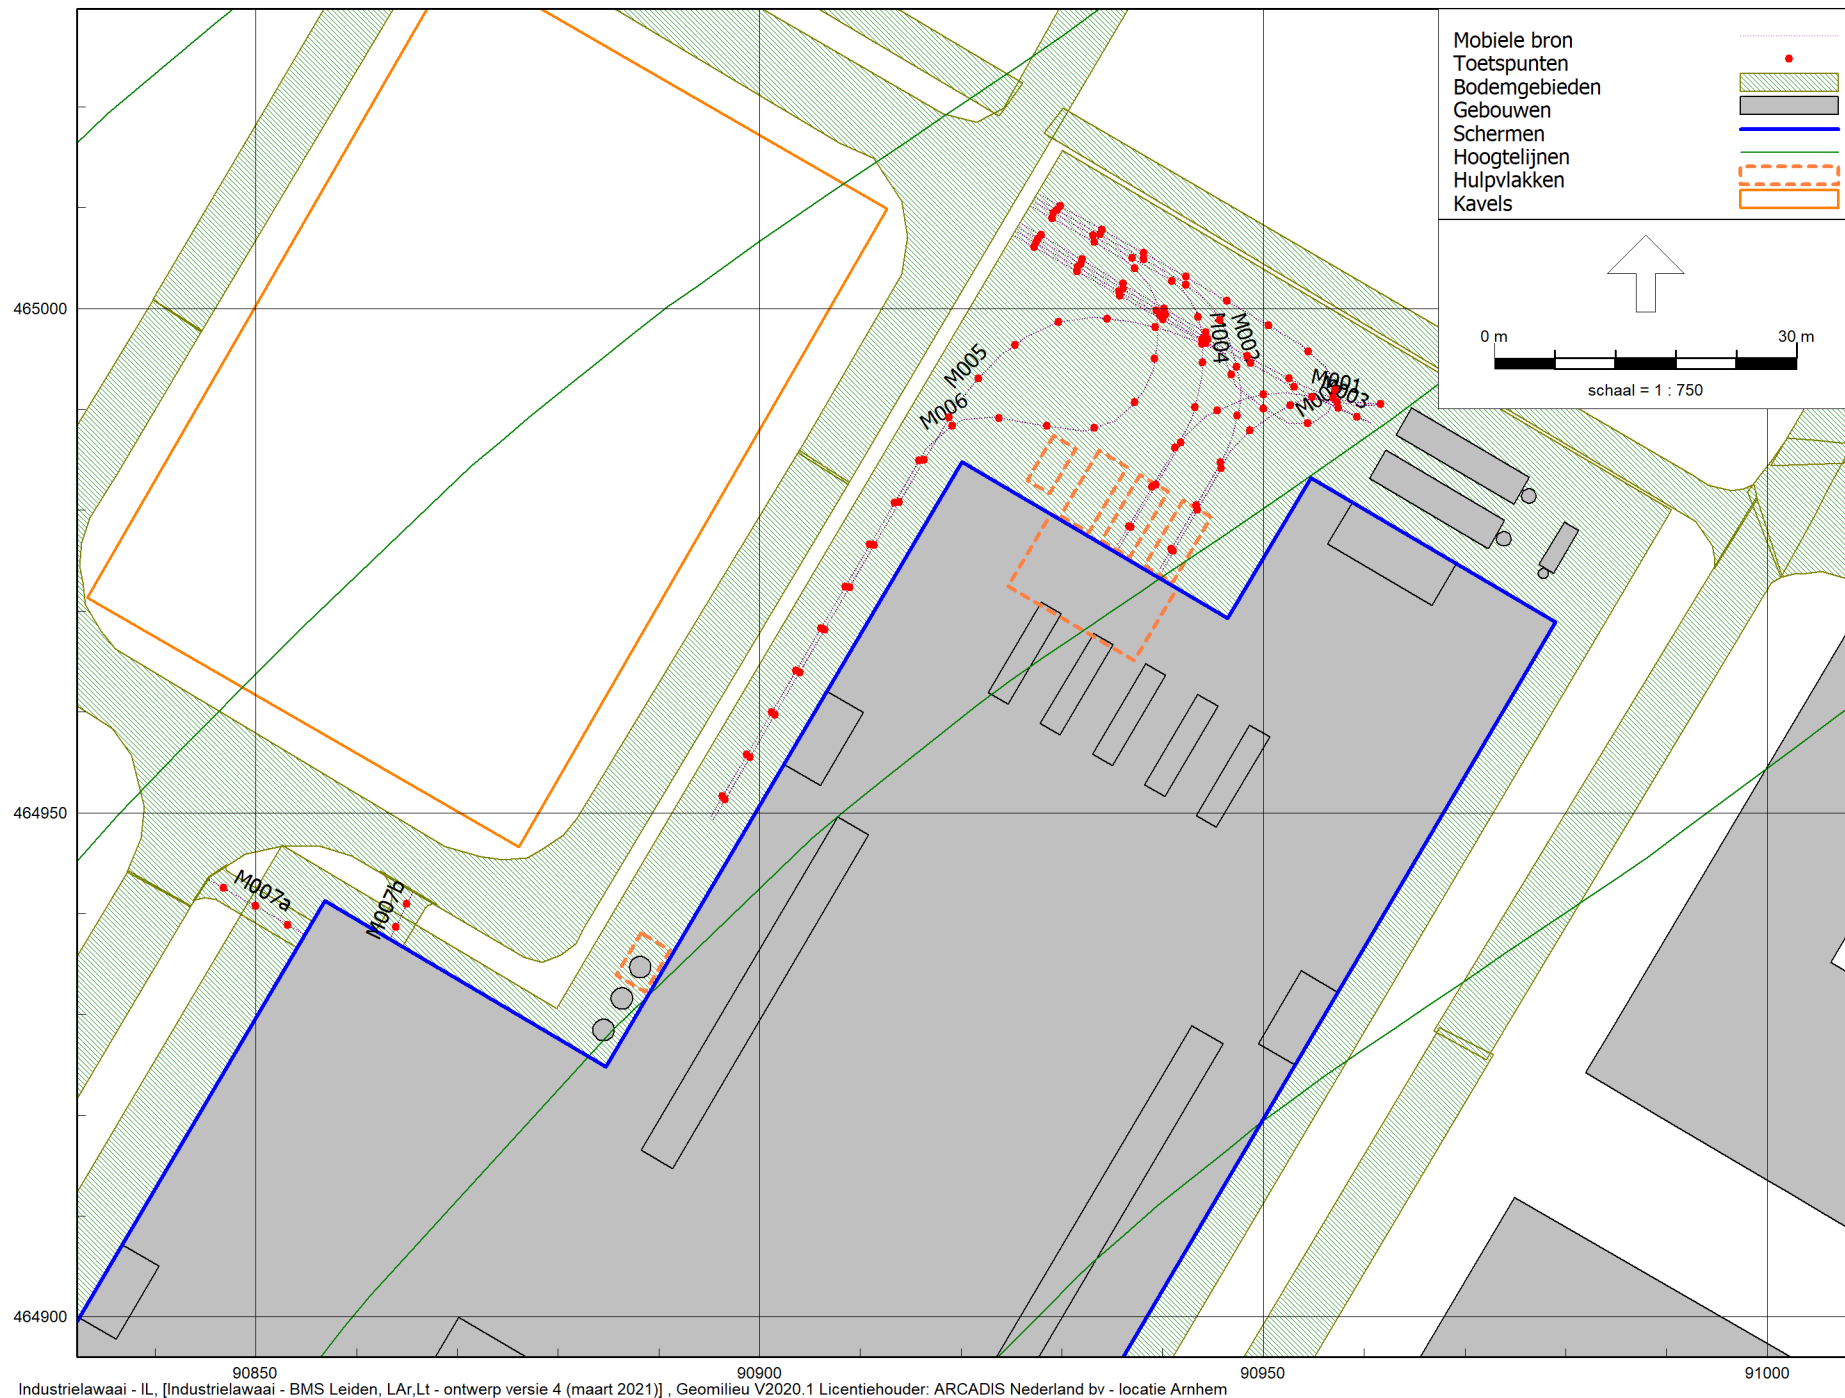 Mobiele bron
Toetspunten
Bodemgebieden
Gebouwen
Schermen
Hoogtelijnen
Hulpvlakken
Kavels
0 m
30 m
schaal = 1 : 750
465000
464950
464900
90850
90900
90950
91000
M005
M006
M004
M002
M001
M007a
M007b
Industrielawaai - IL, [Industrielawaai - BMS Leiden, LAr,Lt - ontwerp versie 4 (maart 2021)] , Geomilieu V2020.1 Licentiehouder: ARCADIS Nederland bv - locatie Arnhem